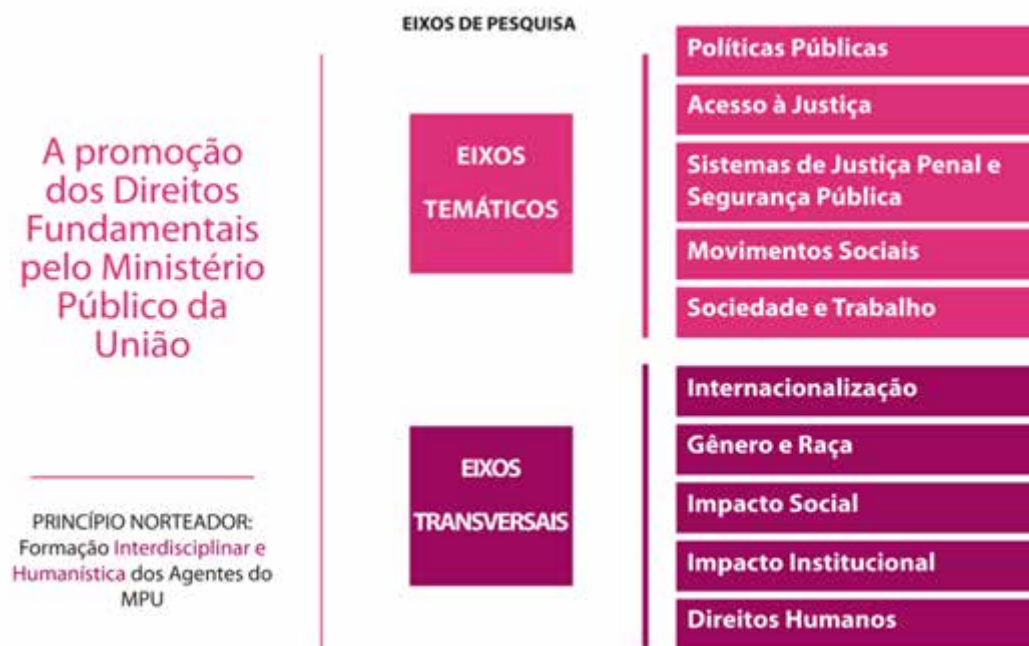 A promoção
dos Direitos
Fundamentais
pelo Ministério
Público da
União
PRINCÍPIO NORTEADOR:
Formação Interdisciplinar e
Humanística dos Agentes do
MPU
EIXOS DE PESQUISA
EIXOS
TEMÁTICOS
Políticas Públicas
Acesso à Justiça
Sistemas de Justiça Penal e
Segurança Pública
Movimentos Sociais
Sociedade e Trabalho
EIXOS
TRANSVERSAIS
Internacionalização
Gênero e Raça
Impacto Social
Impacto Institucional
Direitos Humanos